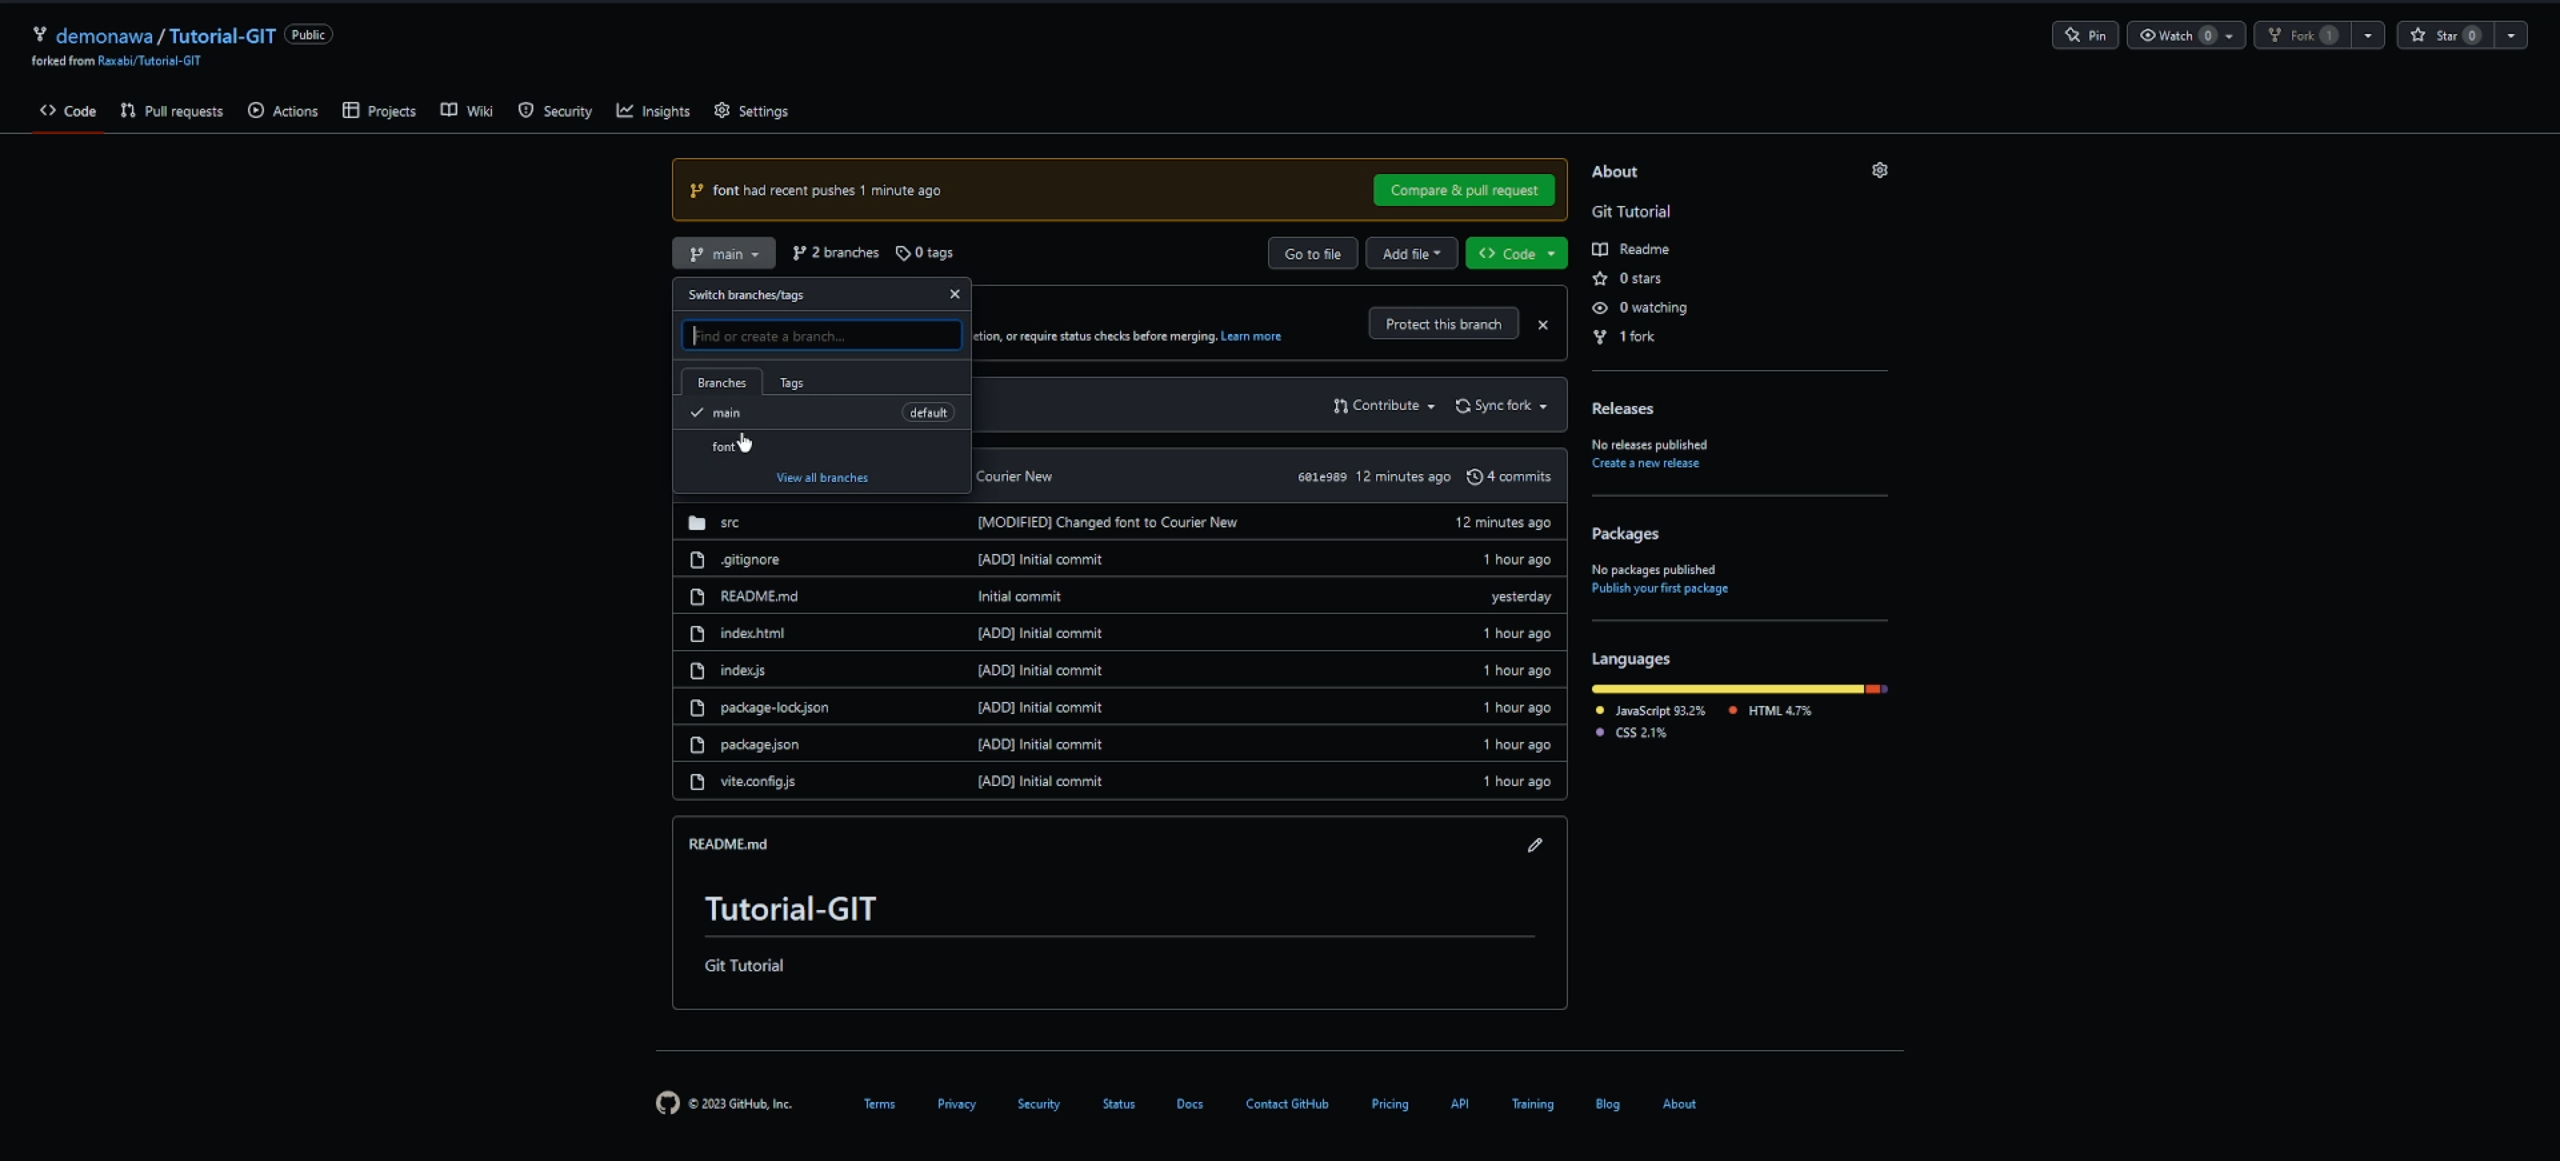 demonawa / Tutorial-GIT Public
forked from Raxabi/Tutorial-GIT
Pin Watch 0 Fork 1 Star 0
Code Pull requests Actions Projects Wiki Security Insights Settings
font had recent pushes 1 minute ago Compare & pull request
main 2 branches 0 tags Go to file Add file Code
Switch branches/tags
Find or create a branch...
etion, or require status checks before merging. Learn more
Protect this branch
Branches Tags
main default
font
View all branches
Contribute Sync fork
Courier New 601e989 12 minutes ago 4 commits
src [MODIFIED] Changed font to Courier New 12 minutes ago
.gitignore [ADD] Initial commit 1 hour ago
README.md Initial commit yesterday
index.html [ADD] Initial commit 1 hour ago
index.js [ADD] Initial commit 1 hour ago
package-lock.json [ADD] Initial commit 1 hour ago
package.json [ADD] Initial commit 1 hour ago
vite.config.js [ADD] Initial commit 1 hour ago
README.md
Tutorial-GIT
Git Tutorial
About
Git Tutorial
Readme
0 stars
0 watching
1 fork
Releases
No releases published
Create a new release
Packages
No packages published
Publish your first package
Languages
JavaScript 93.2% HTML 4.7%
CSS 2.1%
© 2023 GitHub, Inc. Terms Privacy Security Status Docs Contact GitHub Pricing API Training Blog About